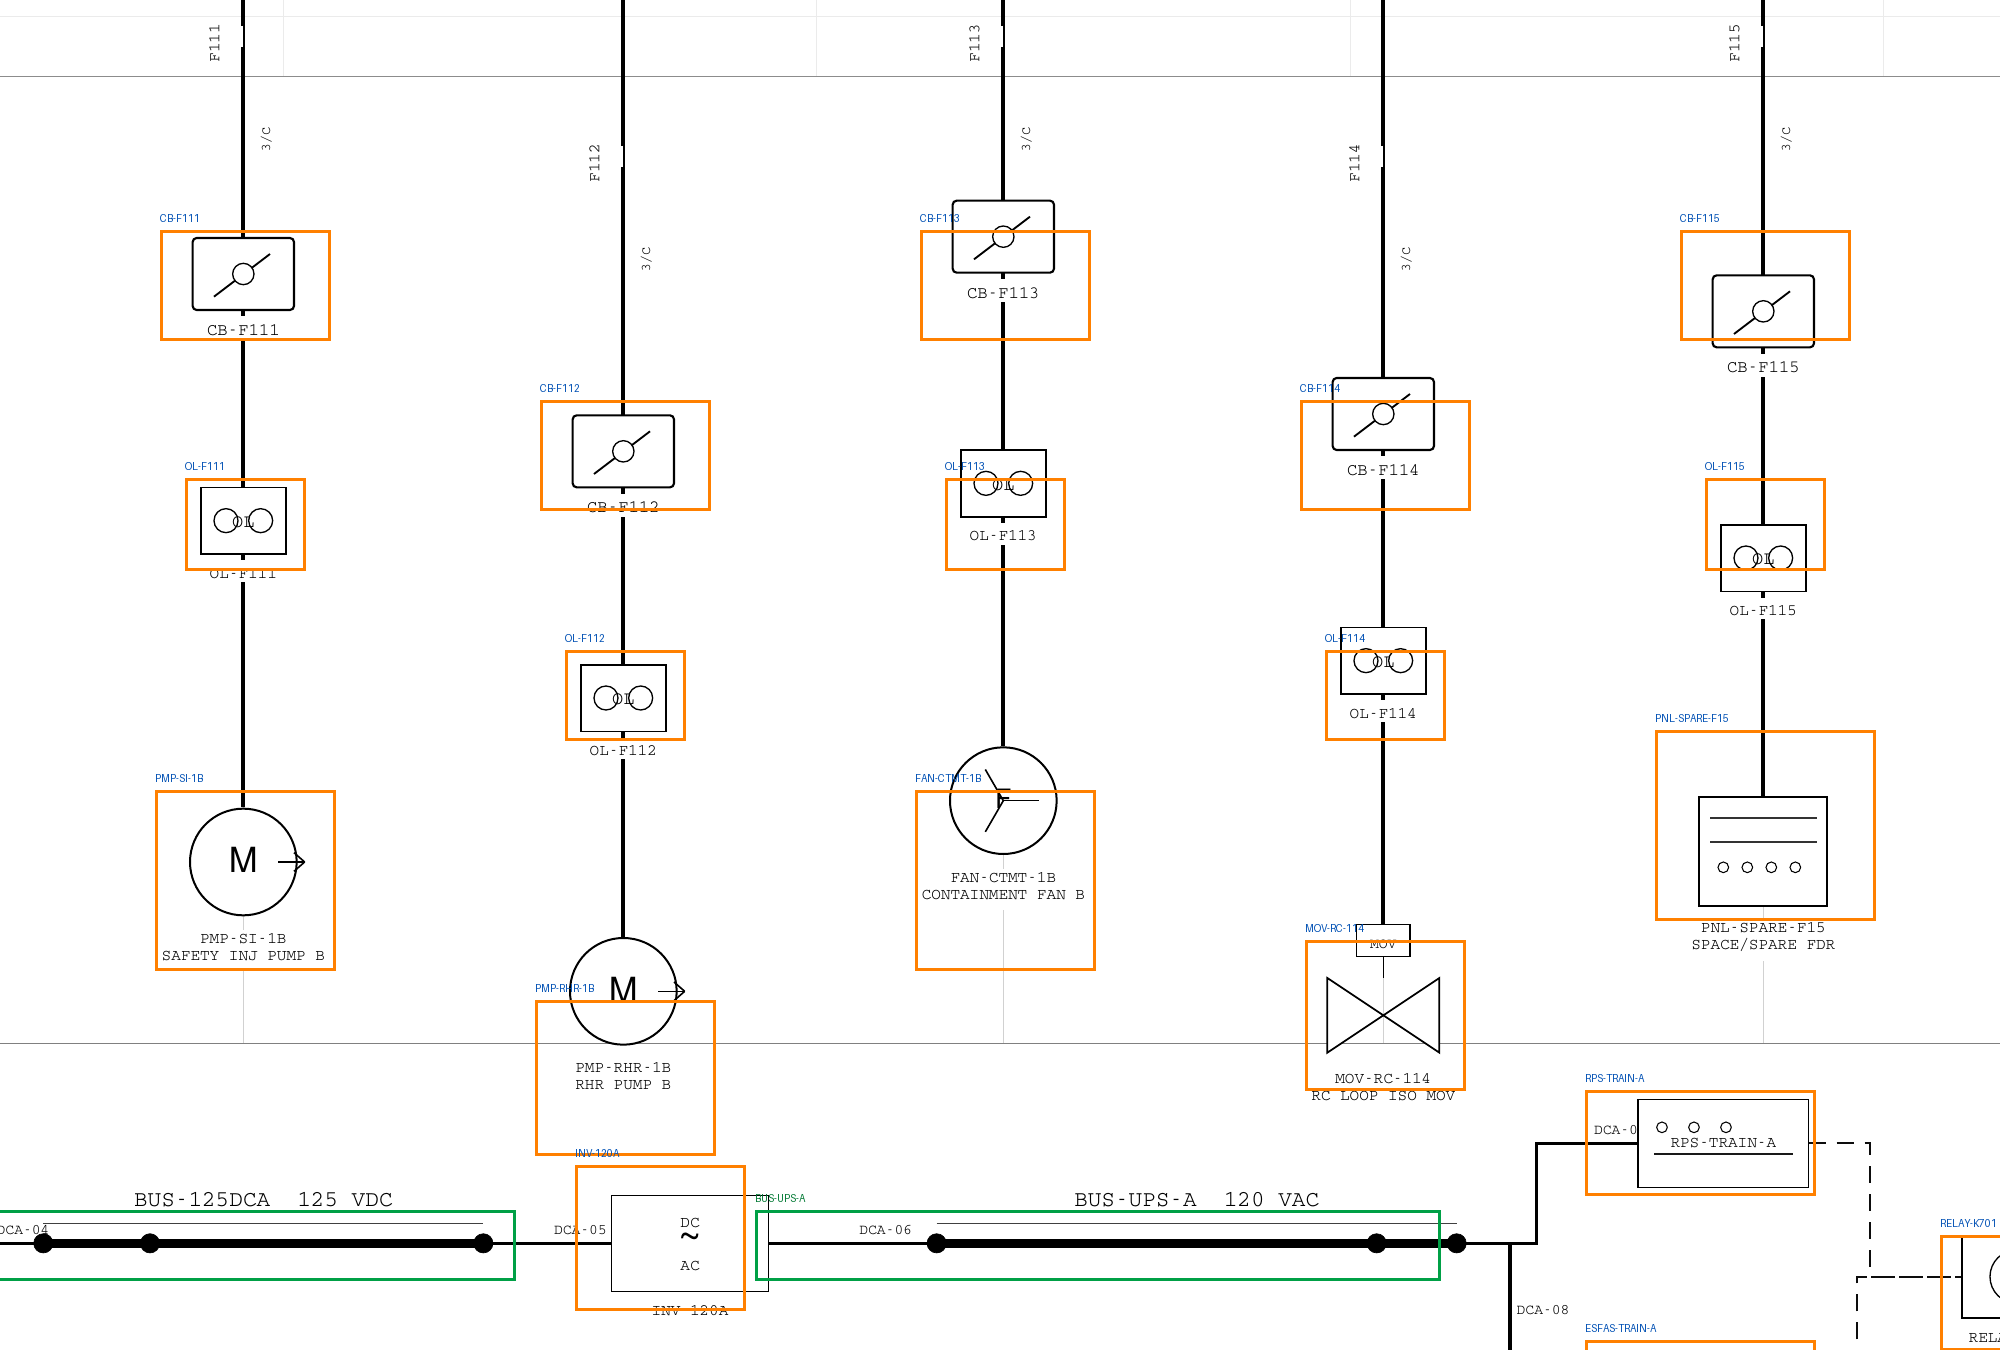 F111
F113
F115
3/C
3/C
3/C
F112
F114
CB-F111
CB-F113
CB-F115
3/C
3/C
CB-F113
CB-F111
CB-F115
CB-F112
CB-F114
OL-F111
OL-F113
CB-F114
OL-F115
OL
OL
CB-F112
OL-F113
OL
OL-F111
OL-F115
OL-F112
OL-F114
OL
OL
OL-F114
PNL-SPARE-F15
OL-F112
PMP-SI-1B
FAN-CTMT-1B
F
M
FAN-CTMT-1B
CONTAINMENT FAN B
PMP-SI-1B
SAFETY INJ PUMP B
MOV-RC-114
PNL-SPARE-F15
SPACE/SPARE FDR
MOV
PMP-RHR-1B
M
PMP-RHR-1B
RHR PUMP B
MOV-RC-114
RC LOOP ISO MOV
RPS-TRAIN-A
DCA-0
RPS-TRAIN-A
INV-120A
BUS-125DCA 125 VDC
BUS-UPS-A
BUS-UPS-A 120 VAC
DCA-04
DCA-05
DC
~
AC
DCA-06
RELAY-K701
INV-120A
DCA-08
ESFAS-TRAIN-A
RELA